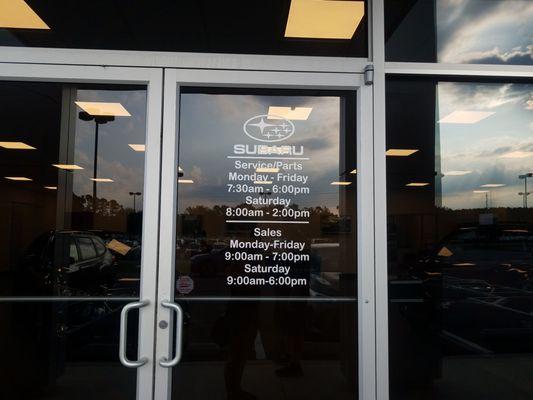 SUBARU
Service/Parts
Monday - Friday
7:30am - 6:00pm
Saturday
8:00am - 2:00pm
Sales
Monday-Friday
9:00am - 7:00pm
Saturday
9:00am-6:00pm